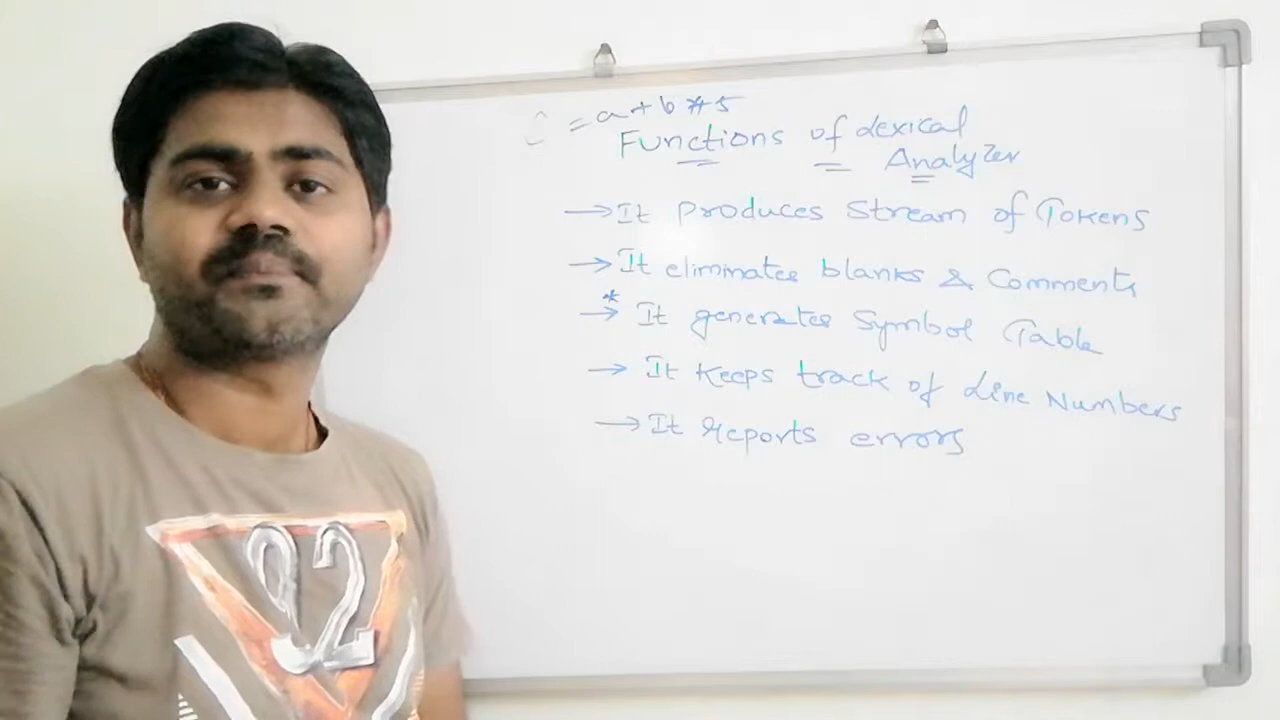 c = a + b * 5
Functions of Lexical
Analyzer
→ It produces stream of Tokens
→ It eliminates blanks & Comments
* → It generates Symbol Table
→ It Keeps track of Line Numbers
→ It reports errors
92